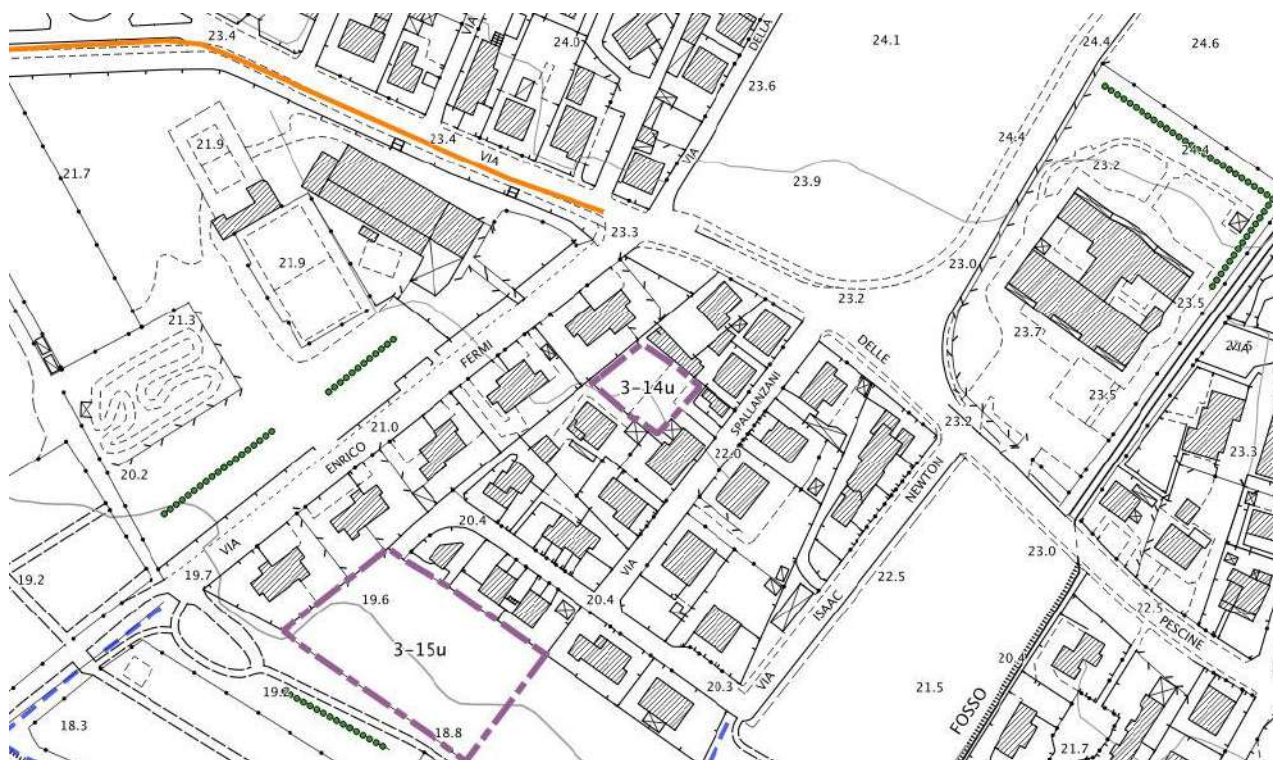 23.4
VIA
24.0
DELLA
24.1
24.4
24.6
23.6
23.4
VIA
VIA
24.4
24.4
21.9
21.7
23.2
23.9
23.3
21.9
23.0
23.2
23.5
23.7
21.3
DELLE
VIA
FERMI
3-14u
SPALLANZANI
23.5
21.0
23.2
22.0
ENRICO
20.2
NEWTON
23.3
20.4
VIA
23.0
19.2
19.7
VIA
22.5
19.6
20.4
ISAAC
22.5
PESCINE
3-15u
20.3
VIA
19.2
21.5
FOSSO
18.3
18.8
21.7